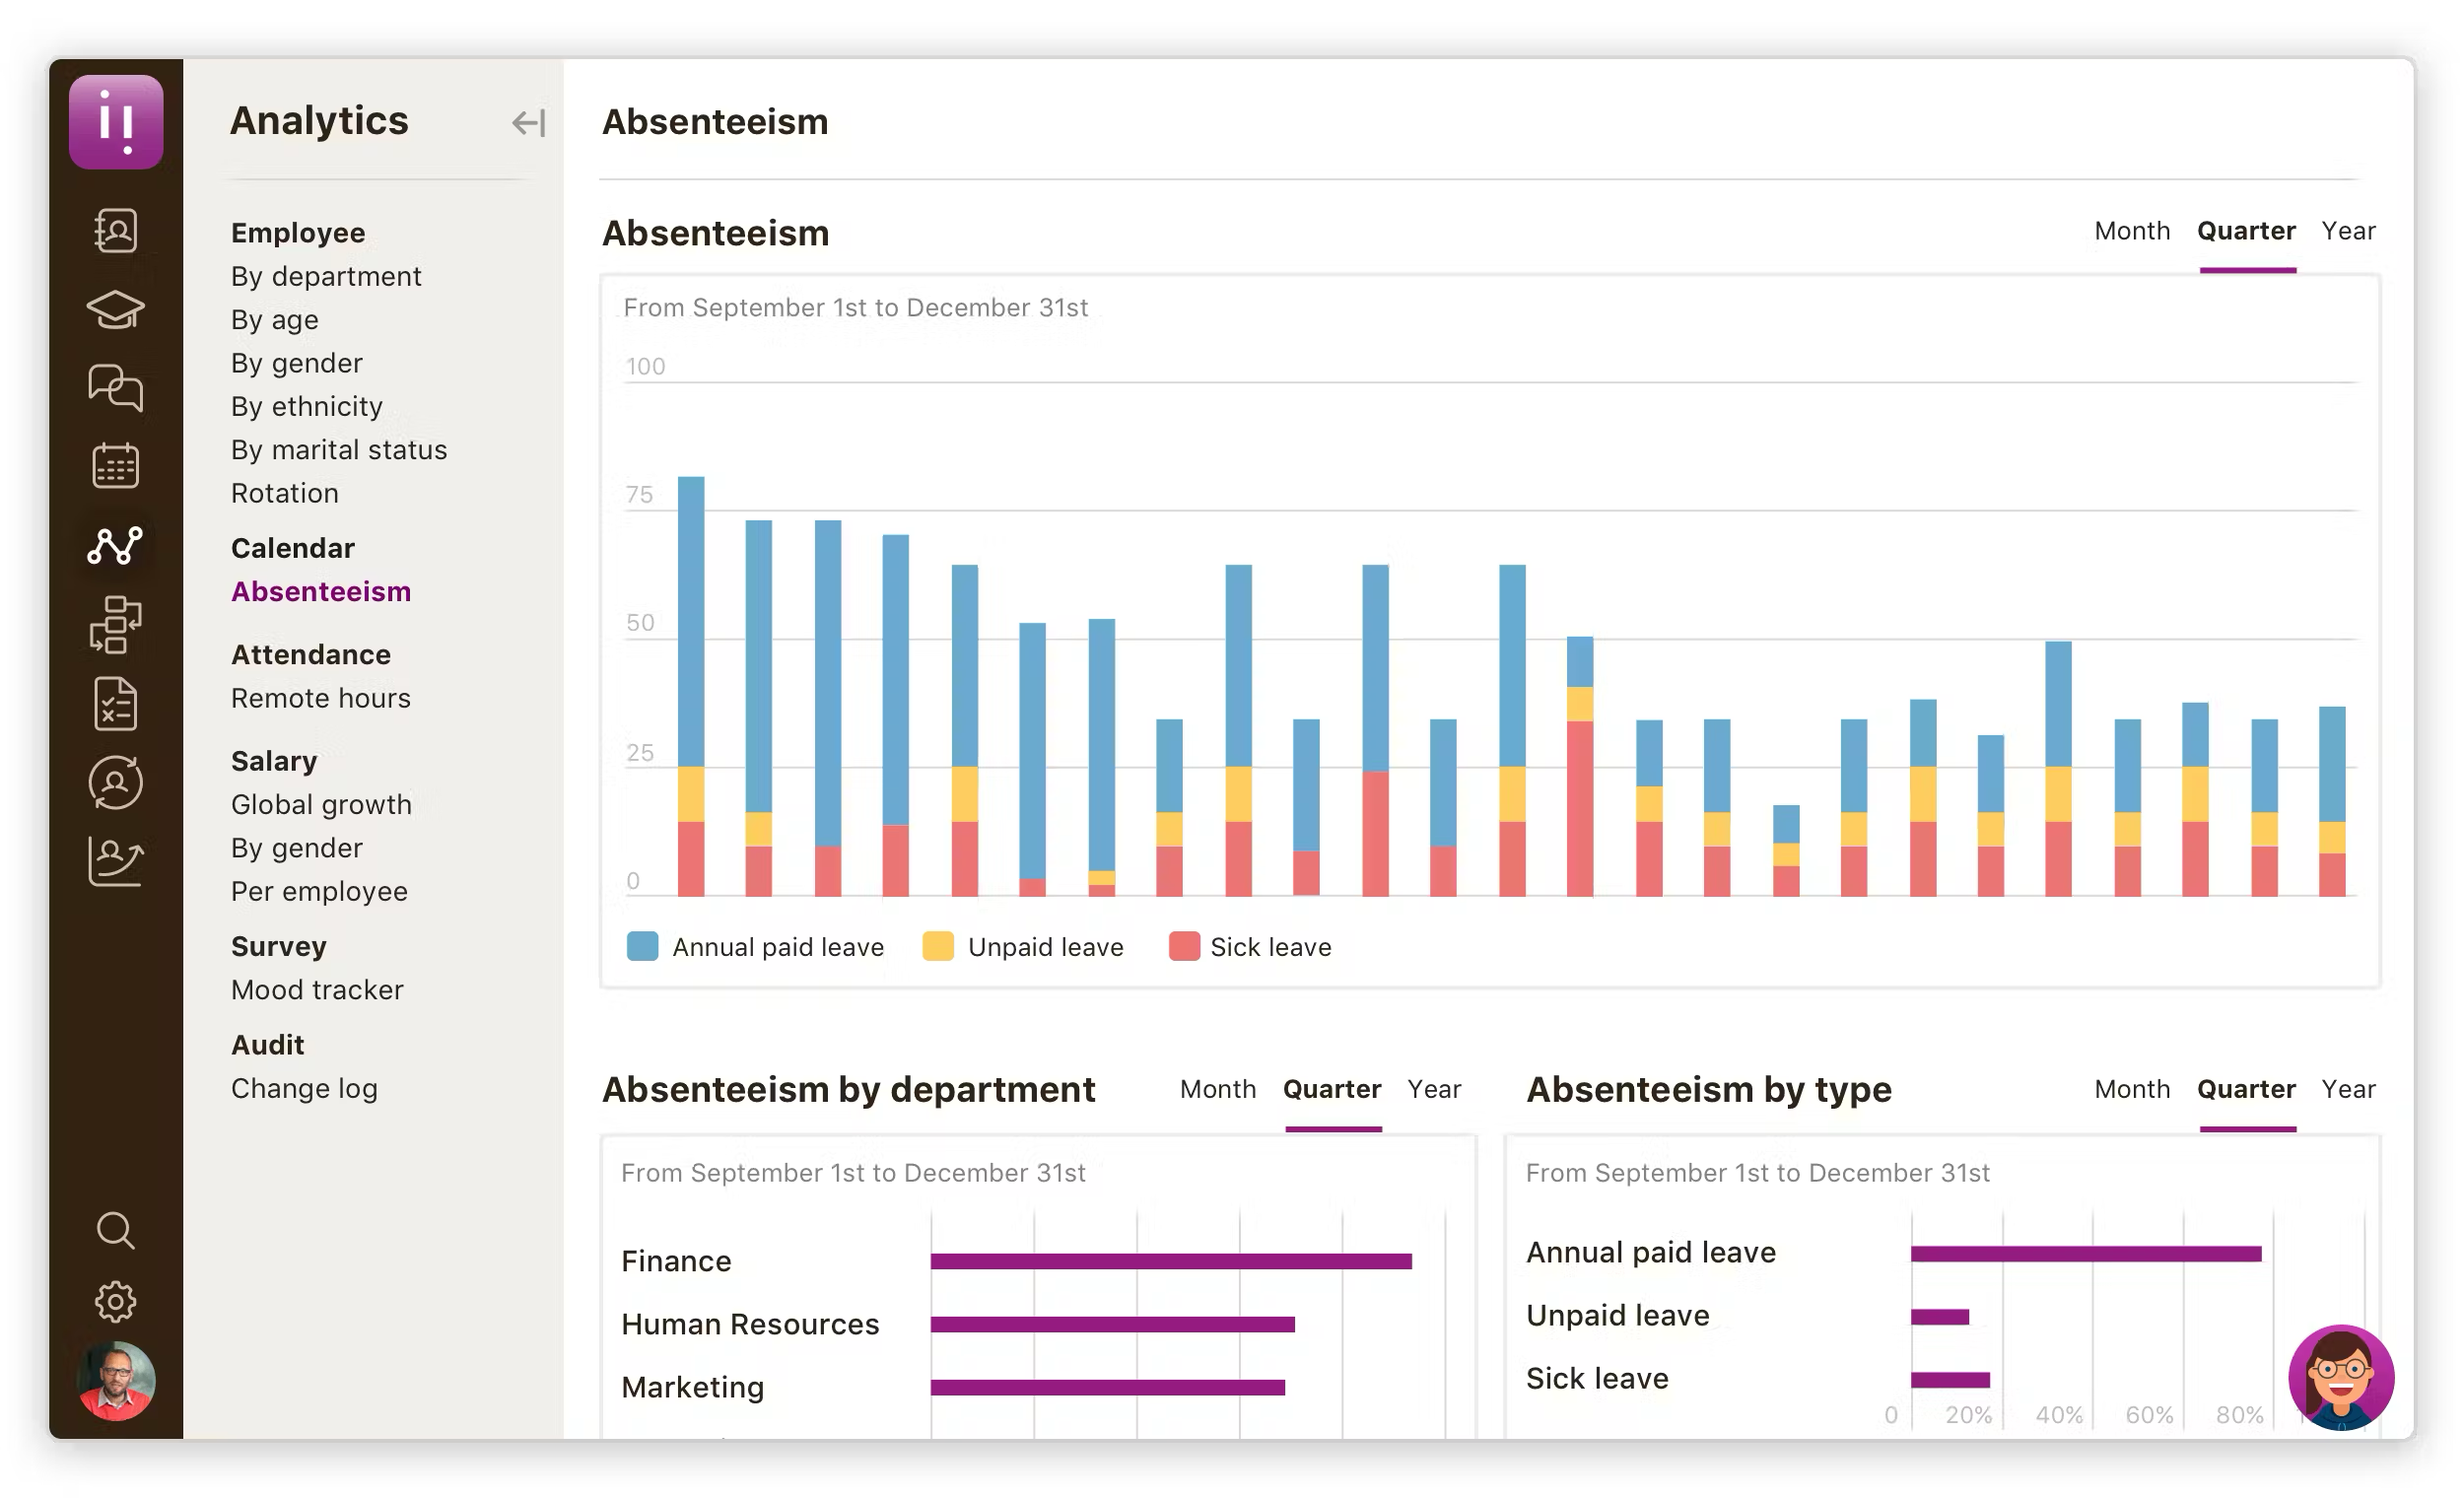 Analytics
Employee
By department
By age
By gender
By ethnicity
By marital status
Rotation
Calendar
Absenteeism
Attendance
Remote hours
Salary
Global growth
By gender
Per employee
Survey
Mood tracker
Audit
Change log
Absenteeism
Absenteeism
Month Quarter Year
From September 1st to December 31st
100
75
50
25
0
Annual paid leave Unpaid leave Sick leave
Absenteeism by department
Month Quarter Year
From September 1st to December 31st
Finance
Human Resources
Marketing
Absenteeism by type
Month Quarter Year
From September 1st to December 31st
Annual paid leave
Unpaid leave
Sick leave
0 20% 40% 60% 80%